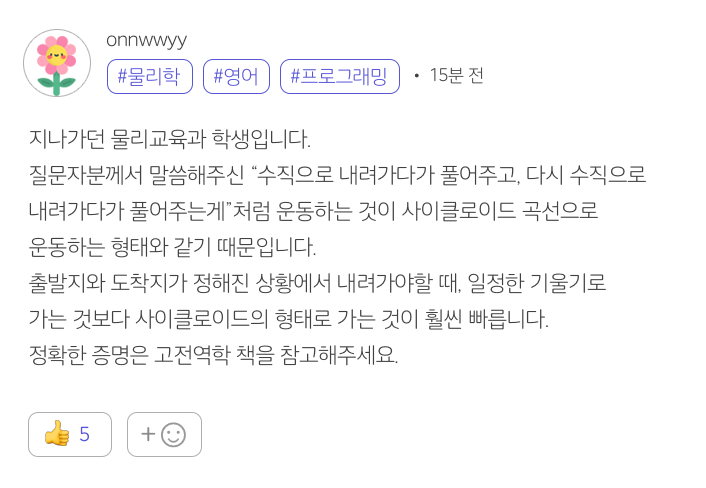 onnwwyy
#물리학 #영어 #프로그래밍 • 15분 전
지나가던 물리교육과 학생입니다.
질문자분께서 말씀해주신 “수직으로 내려가다가 풀어주고, 다시 수직으로
내려가다가 풀어주는게”처럼 운동하는 것이 사이클로이드 곡선으로
운동하는 형태와 같기 때문입니다.
출발지와 도착지가 정해진 상황에서 내려가야할 때, 일정한 기울기로
가는 것보다 사이클로이드의 형태로 가는 것이 훨씬 빠릅니다.
정확한 증명은 고전역학 책을 참고해주세요.
5